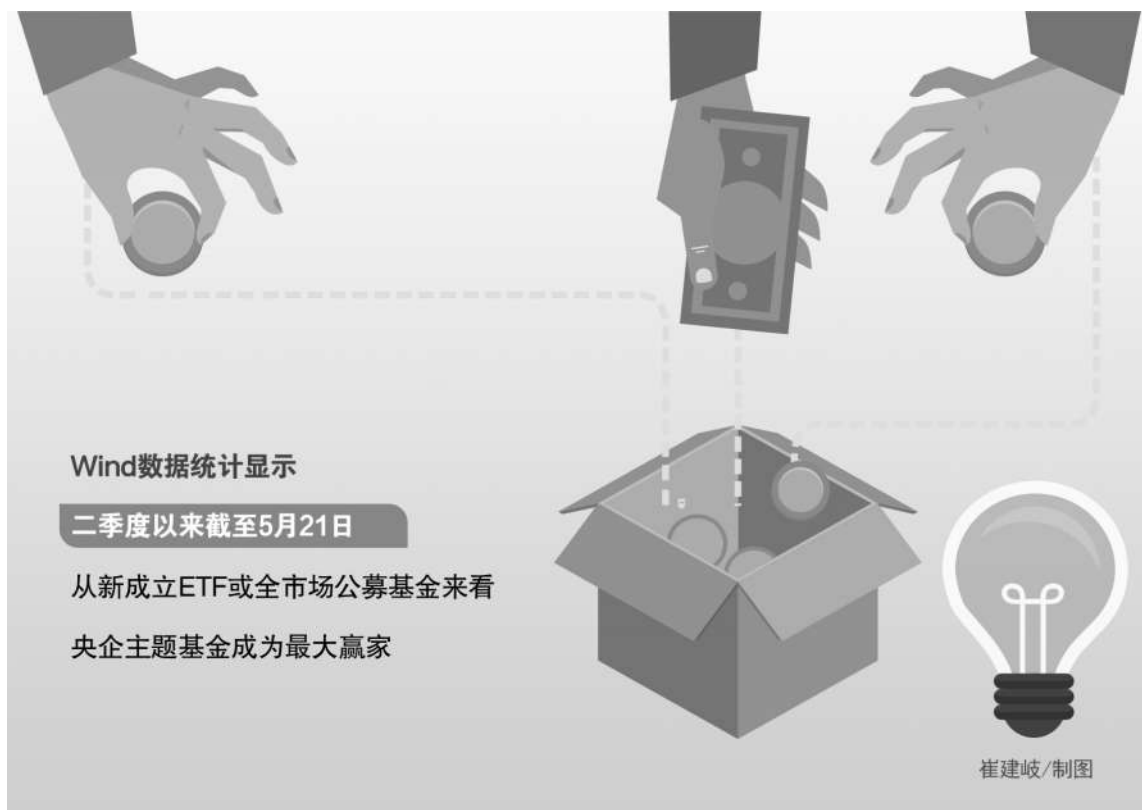 Wind数据统计显示
二季度以来截至5月21日
从新成立ETF或全市场公募基金来看
央企主题基金成为最大赢家
崔建岐/制图